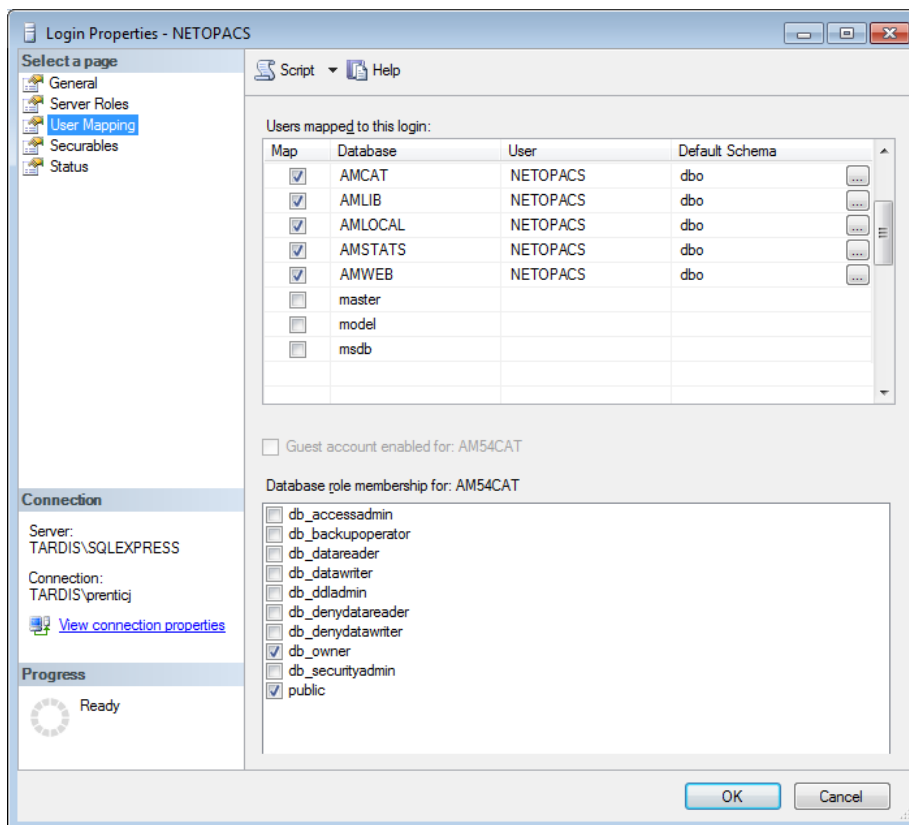 Login Properties - NETOPACS
Select a page
General
Server Roles
User Mapping
Securables
Status
Script Help
Users mapped to this login:
Map Database User Default Schema
AMCAT NETOPACS dbo ...
AMLIB NETOPACS dbo ...
AMLOCAL NETOPACS dbo ...
AMSTATS NETOPACS dbo ...
AMWEB NETOPACS dbo ...
master
model
msdb
Guest account enabled for: AM54CAT
Database role membership for: AM54CAT
db_accessadmin
db_backupoperator
db_datareader
db_datawriter
db_ddladmin
db_denydatareader
db_denydatawriter
db_owner
db_securityadmin
public
Connection
Server:
TARDIS\SQLEXPRESS
Connection:
TARDIS\prenticj
View connection properties
Progress
Ready
OK Cancel